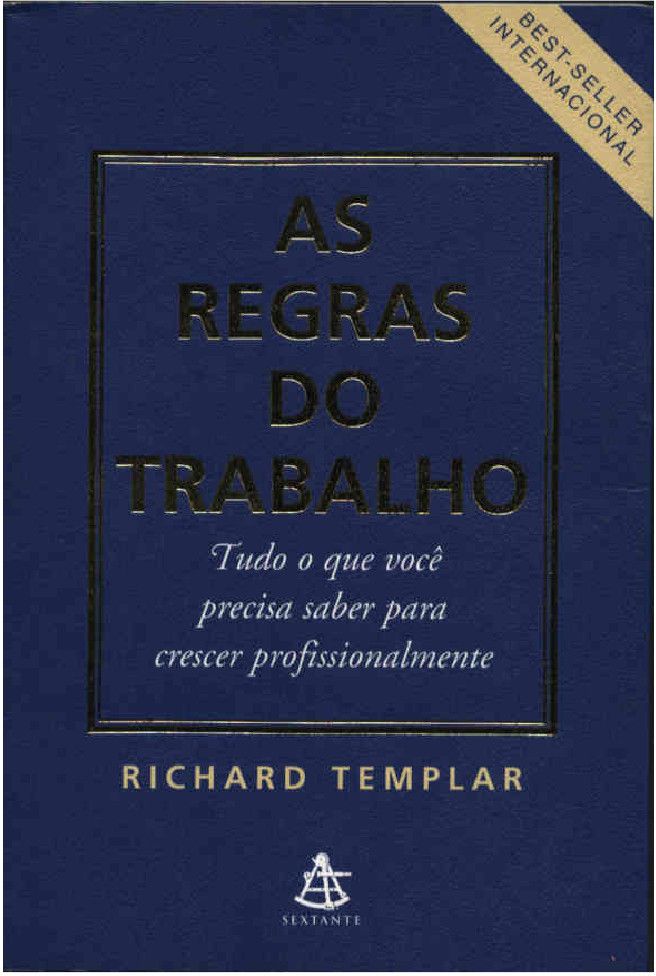 BEST-SELLER
INTERNACIONAL
AS
REGRAS
DO
TRABALHO
Tudo o que você
precisa saber para
crescer profissionalmente
RICHARD TEMPLAR
SEXTANTE